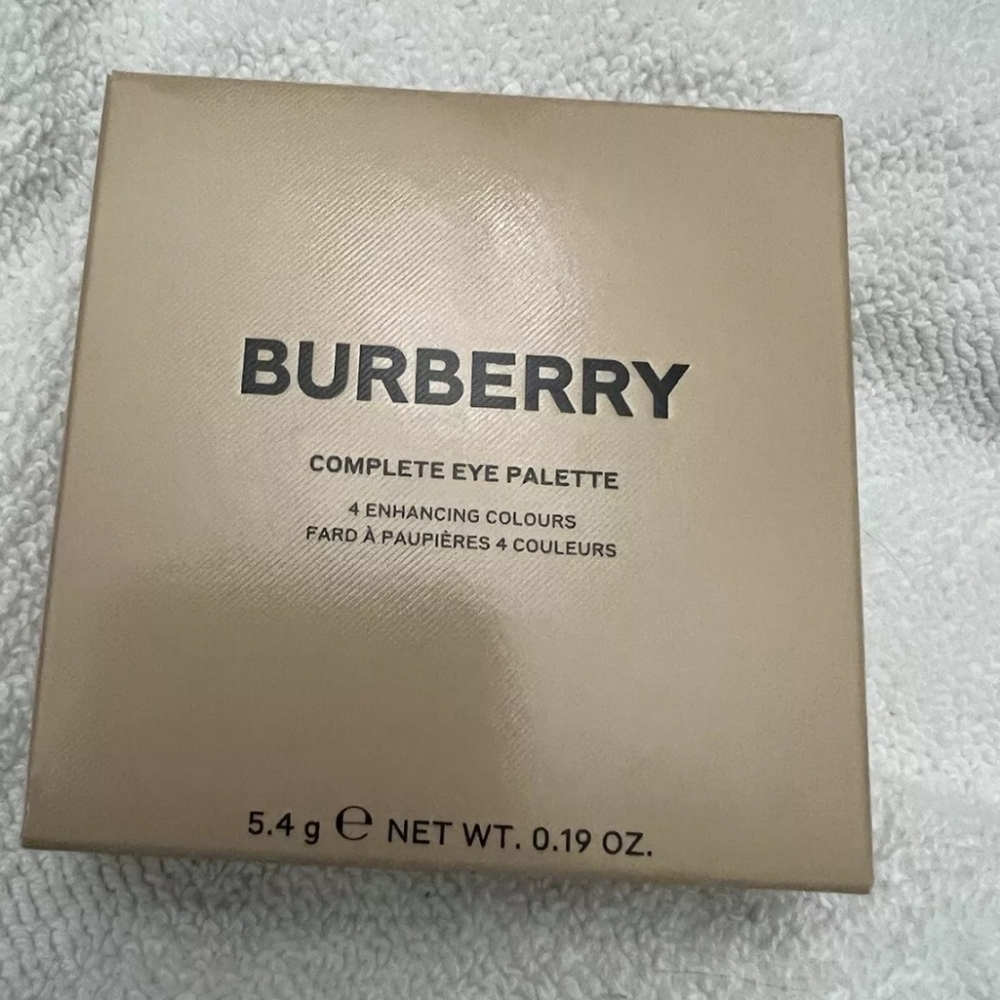 BURBERRY
COMPLETE EYE PALETTE
4 ENHANCING COLOURS
FARD À PAUPIÈRES 4 COULEURS
5.4 g ℮ NET WT. 0.19 OZ.